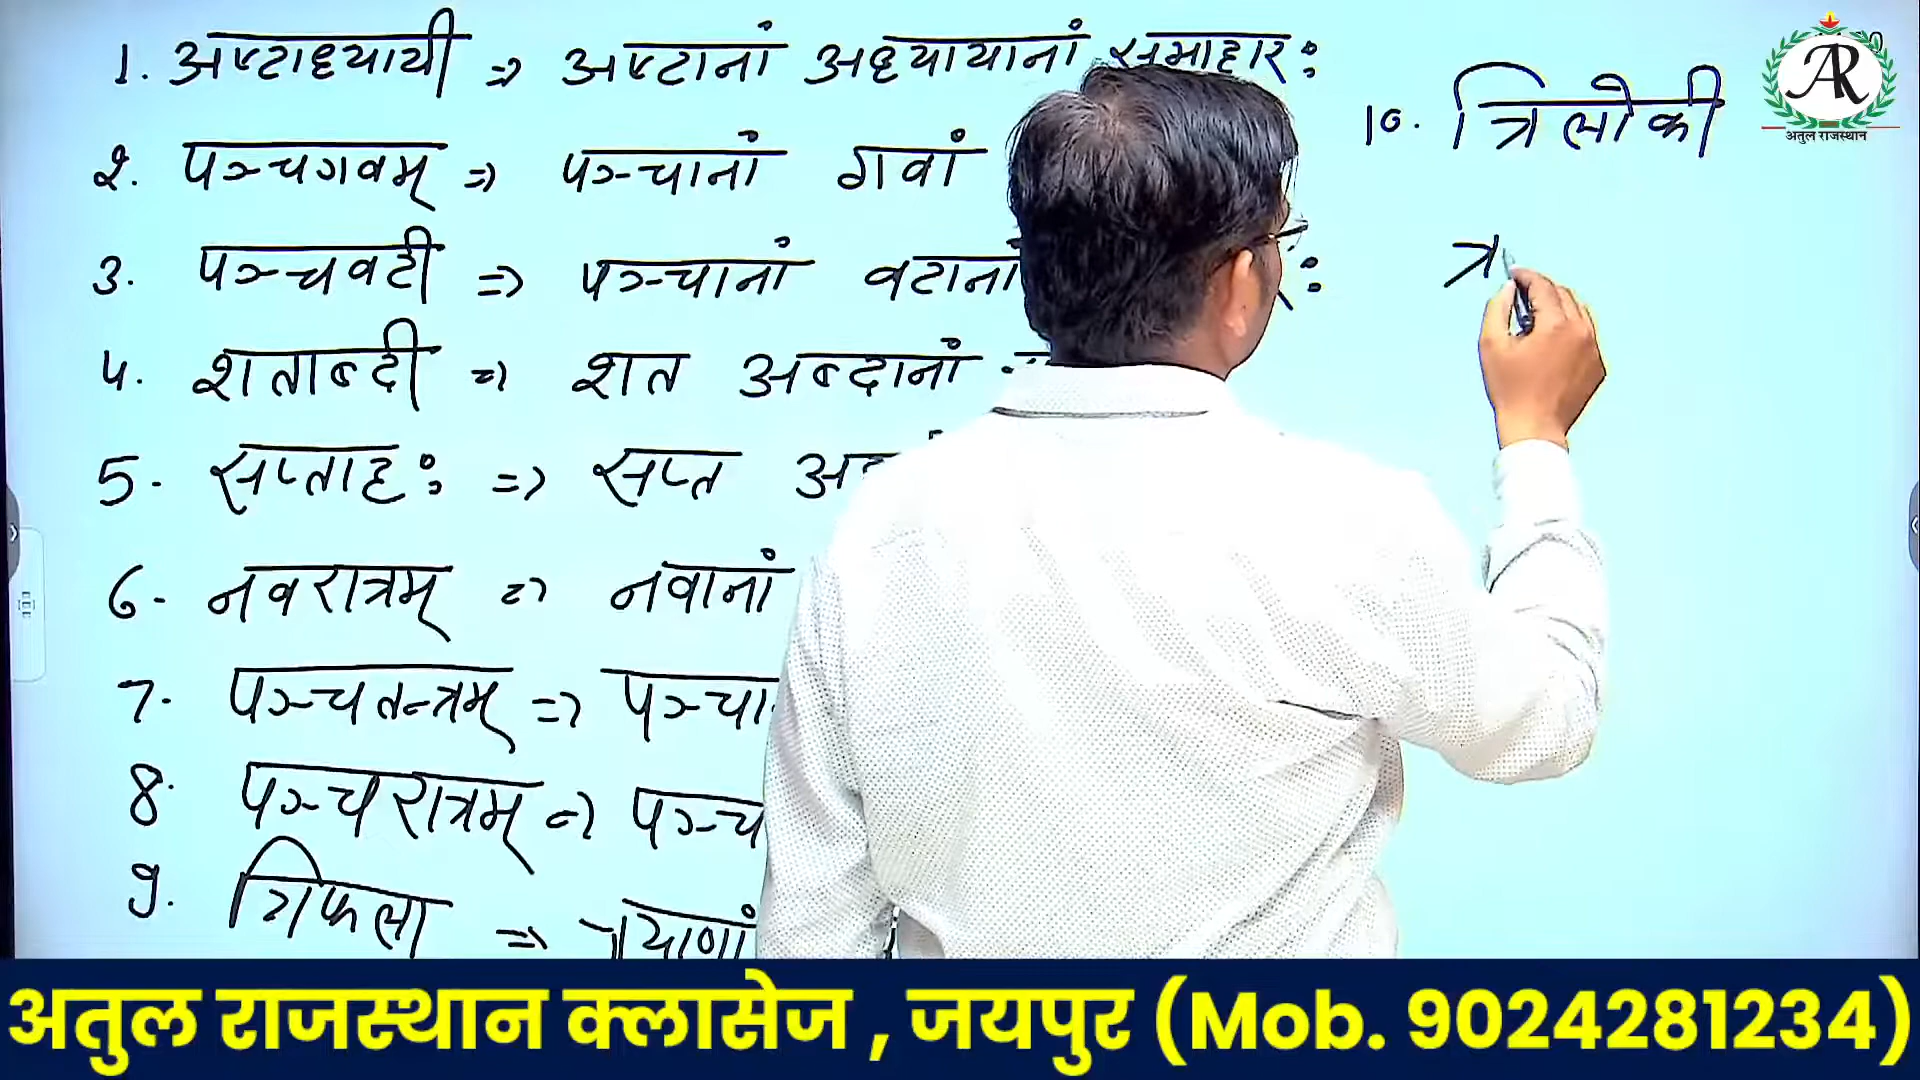 1. अष्टाध्यायी => अष्टानां अध्यायानां समाहार:
2. पञ्चगवम् => पञ्चानां गवां
3. पञ्चवटी => पञ्चानां वटानां
4. शताब्दी => शत अब्दानां
5. सप्ताह: => सप्त
6. नवरात्रम् => नवानां
7. पञ्चतन्त्रम् => पञ्चा
8. पञ्चरात्रम् => पञ्च
9. त्रिफला => त्रयाणां
10. त्रिलोकी
त्र
AR
अतुल राजस्थान
अतुल राजस्थान क्लासेज , जयपुर (Mob. 9024281234)